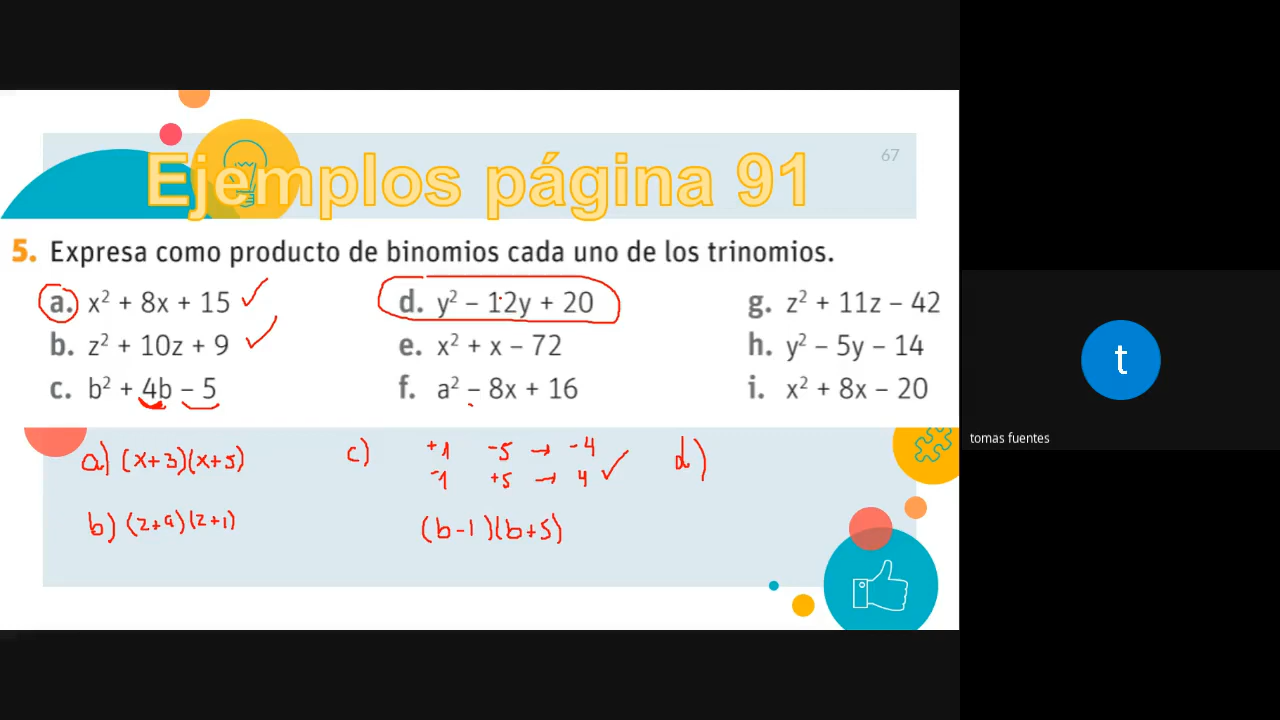 Ejemplos página 91
67
5. Expresa como producto de binomios cada uno de los trinomios.
a. x² + 8x + 15
b. z² + 10z + 9
c. b² + 4b − 5
d. y² − 12y + 20
e. x² + x − 72
f. a² − 8x + 16
g. z² + 11z − 42
h. y² − 5y − 14
i. x² + 8x − 20
a) (x+3)(x+5)
b) (z+9)(z+1)
c) +1 -5 → -4
-1 +5 → 4 ✓
(b-1)(b+5)
d)
t
tomas fuentes